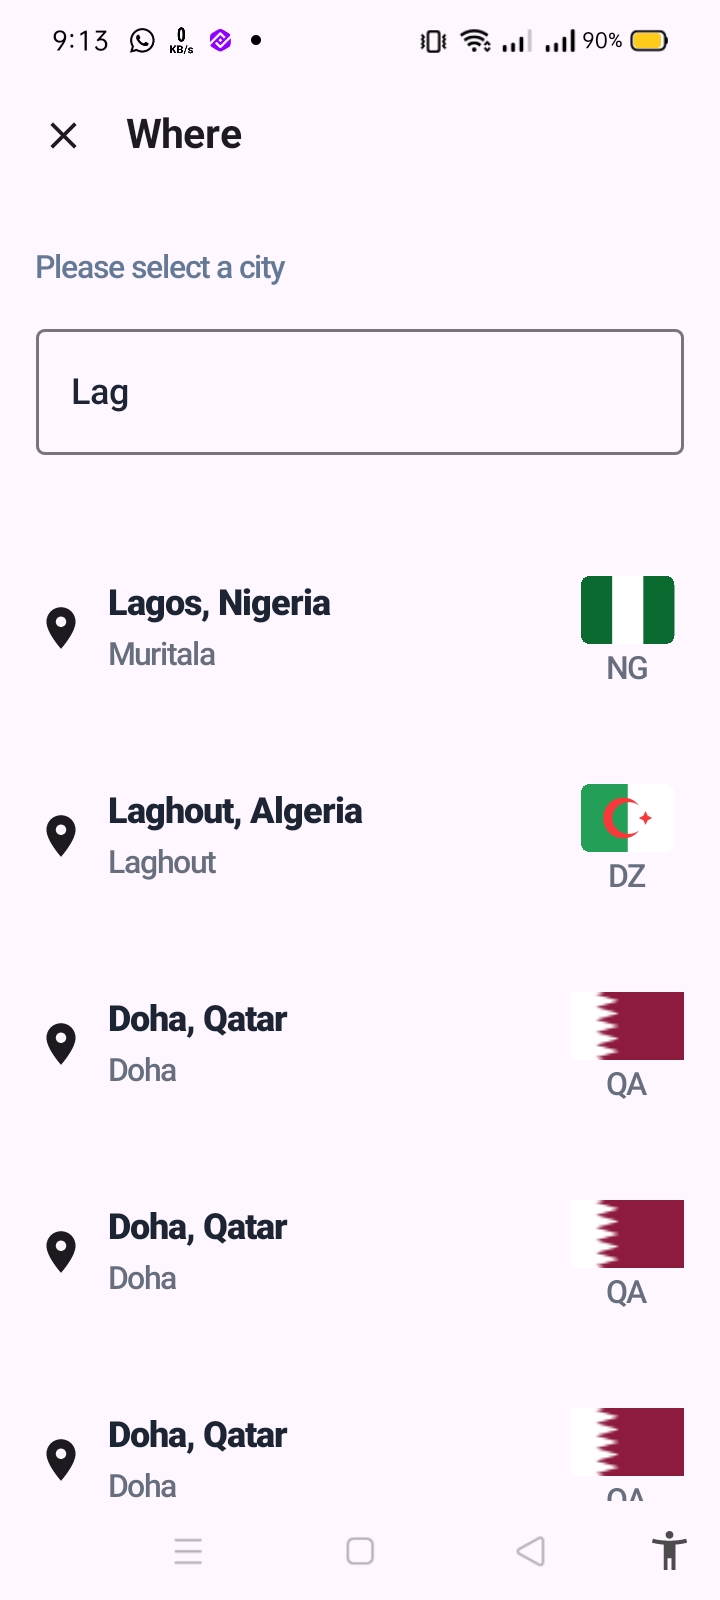 9:13 0 KB/s 90%
Where
Please select a city
Lag
Lagos, Nigeria
Muritala
NG
Laghout, Algeria
Laghout
DZ
Doha, Qatar
Doha
QA
Doha, Qatar
Doha
QA
Doha, Qatar
Doha
QA